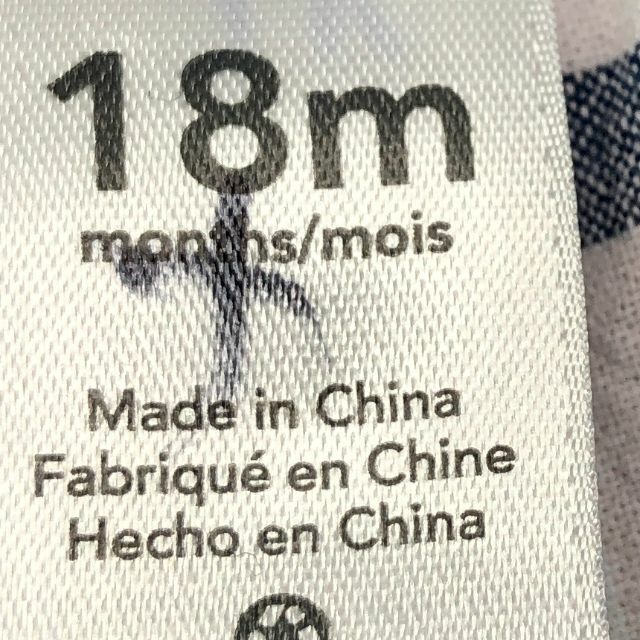 18m
months/mois
Made in China
Fabriqué en Chine
Hecho en China